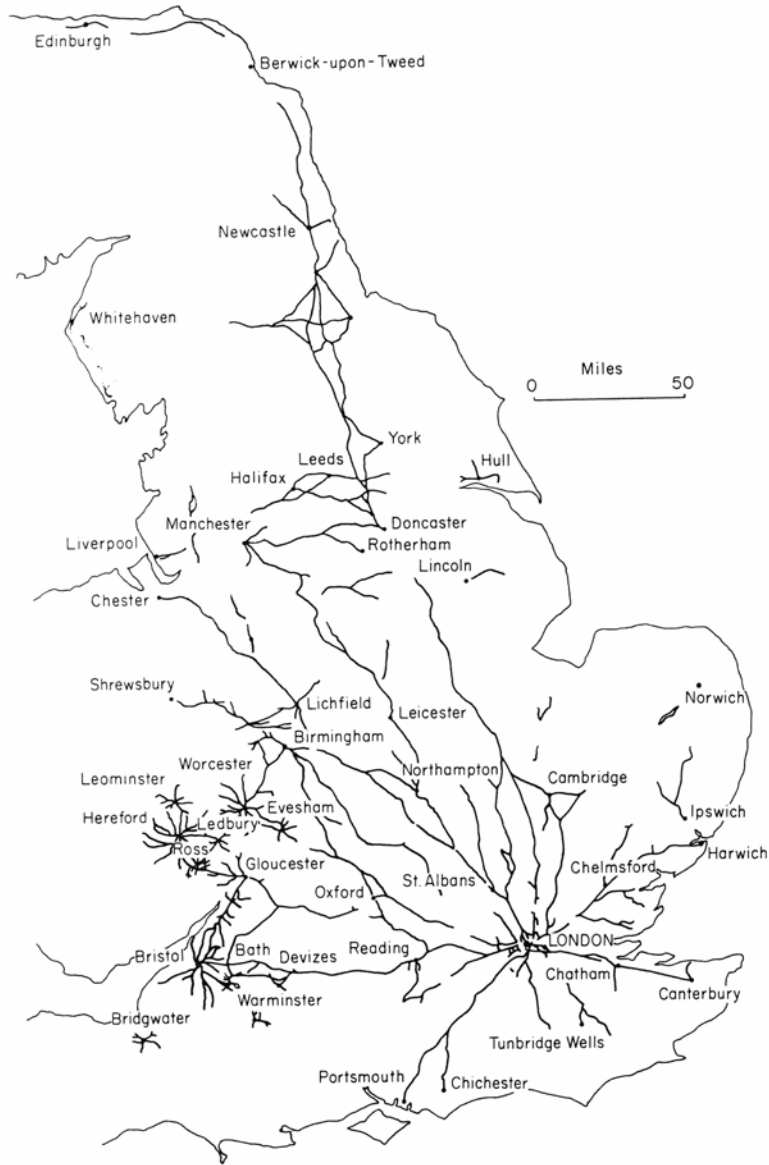 Edinburgh
Berwick-upon-Tweed
Newcastle
Whitehaven
Miles
0 50
York
Leeds
Hull
Halifax
Manchester
Doncaster
Liverpool
Rotherham
Lincoln
Chester
Shrewsbury
Norwich
Lichfield
Leicester
Birmingham
Worcester
Northampton
Cambridge
Leominster
Evesham
Hereford
Ledbury
Ipswich
Ross
Harwich
Gloucester
Chelmsford
St. Albans
Oxford
Bristol
Bath
Devizes
Reading
LONDON
Chatham
Canterbury
Warminster
Bridgwater
Tunbridge Wells
Portsmouth
Chichester